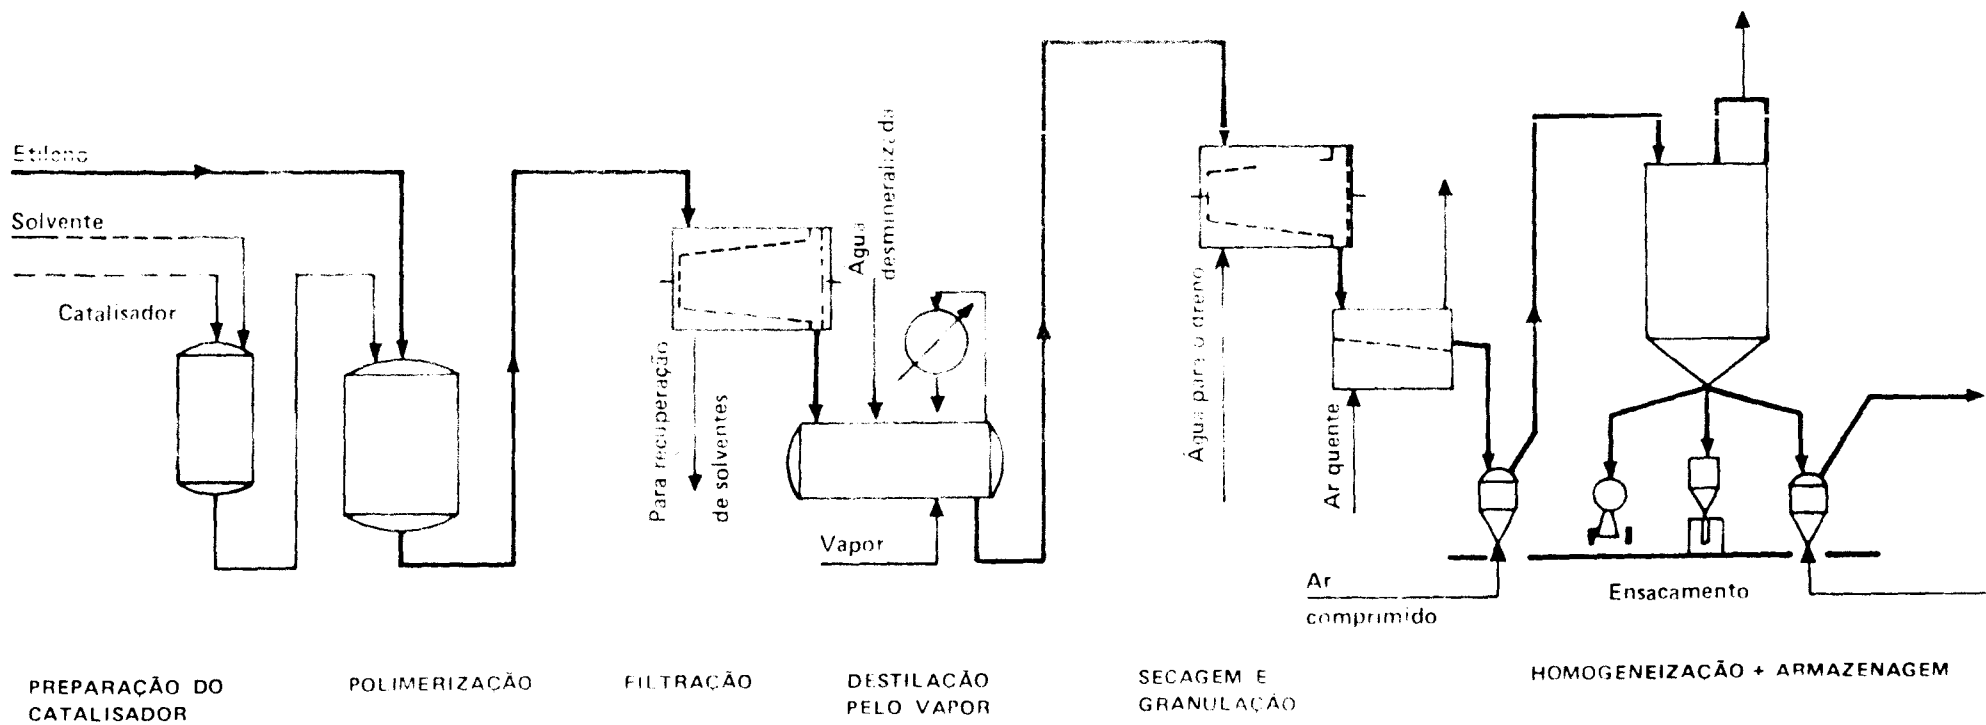 Etileno
Solvente
Catalisador
Para recuperação
de solventes
Água
desmineralizada
Vapor
Água para o dreno
Ar quente
Ar
comprimido
Ensacamento
PREPARAÇÃO DO
CATALISADOR
POLIMERIZAÇÃO
FILTRAÇÃO
DESTILAÇÃO
PELO VAPOR
SECAGEM E
GRANULAÇÃO
HOMOGENEIZAÇÃO + ARMAZENAGEM